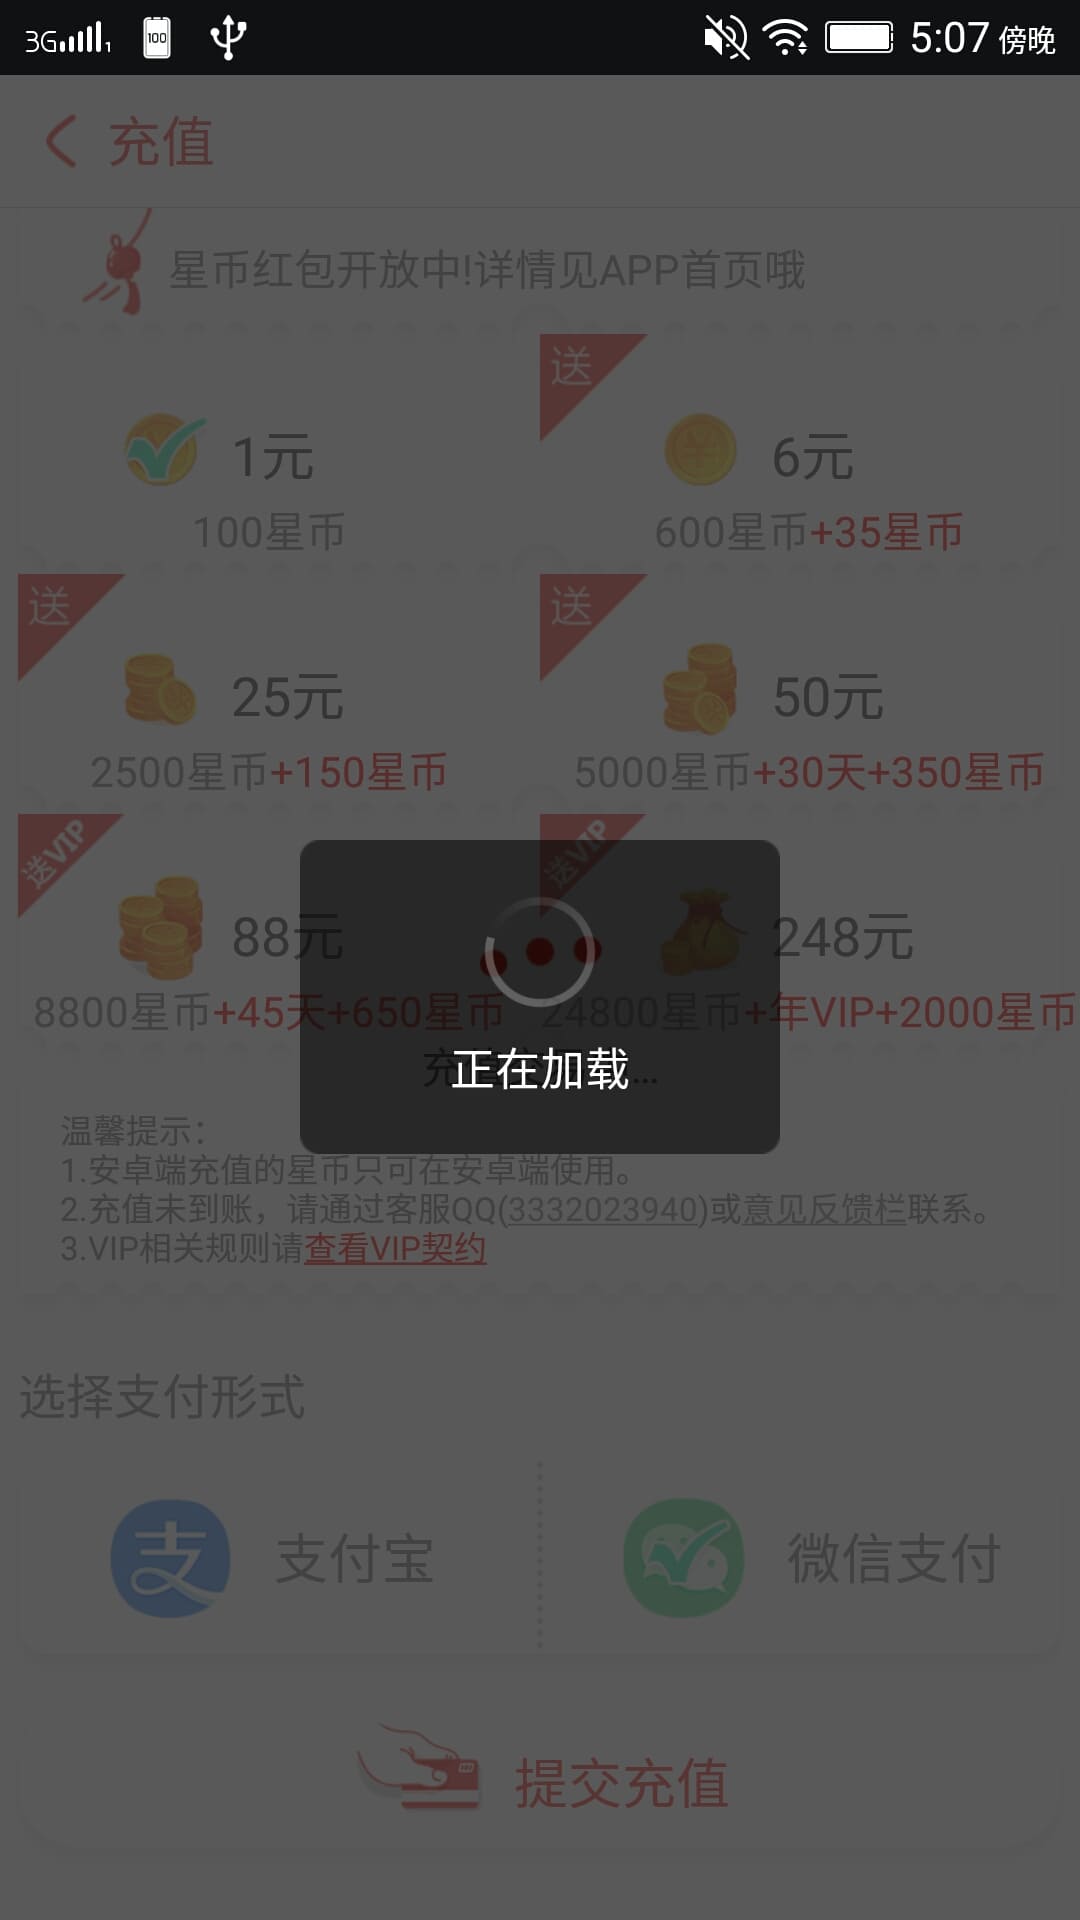 3G 1 100 5:07 傍晚
充值
星币红包开放中!详情见APP首页哦
送
1元 6元
100星币 600星币+35星币
送 送
25元 50元
2500星币+150星币 5000星币+30天+350星币
送VIP 送VIP
88元 248元
8800星币+45天+650星币 24800星币+年VIP+2000星币
正在加载
温馨提示：
1.安卓端充值的星币只可在安卓端使用。
2.充值未到账，请通过客服QQ(3332023940)或意见反馈栏联系。
3.VIP相关规则请查看VIP契约
选择支付形式
支 支付宝 微信支付
提交充值